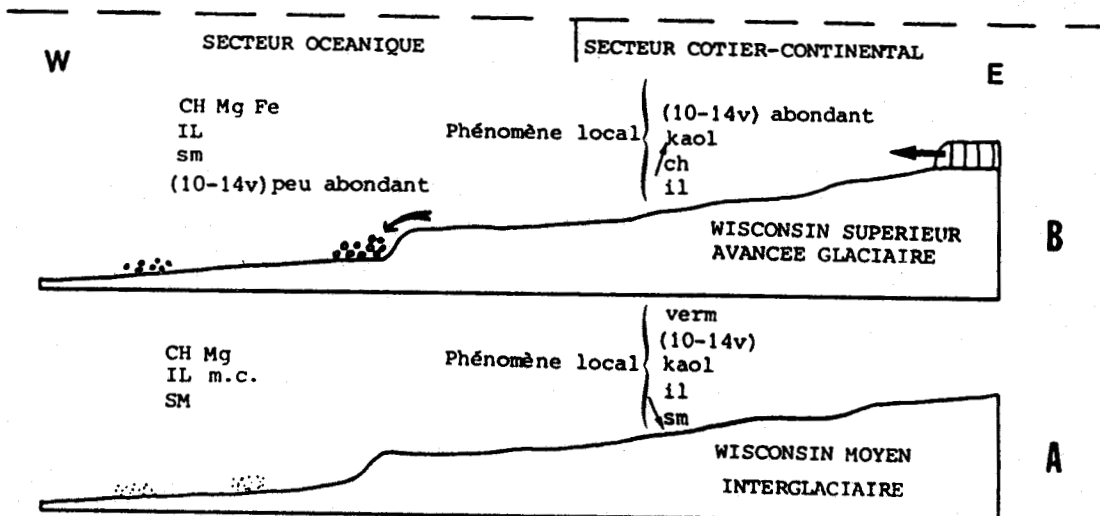 SECTEUR OCEANIQUE
SECTEUR COTIER-CONTINENTAL
W
E
CH Mg Fe
IL
sm
(10-14v) peu abondant
Phénomène local
(10-14v) abondant
kaol
ch
il
WISCONSIN SUPERIEUR
AVANCEE GLACIAIRE
B
CH Mg
IL m.c.
SM
Phénomène local
verm
(10-14v)
kaol
il
sm
WISCONSIN MOYEN
INTERGLACIAIRE
A